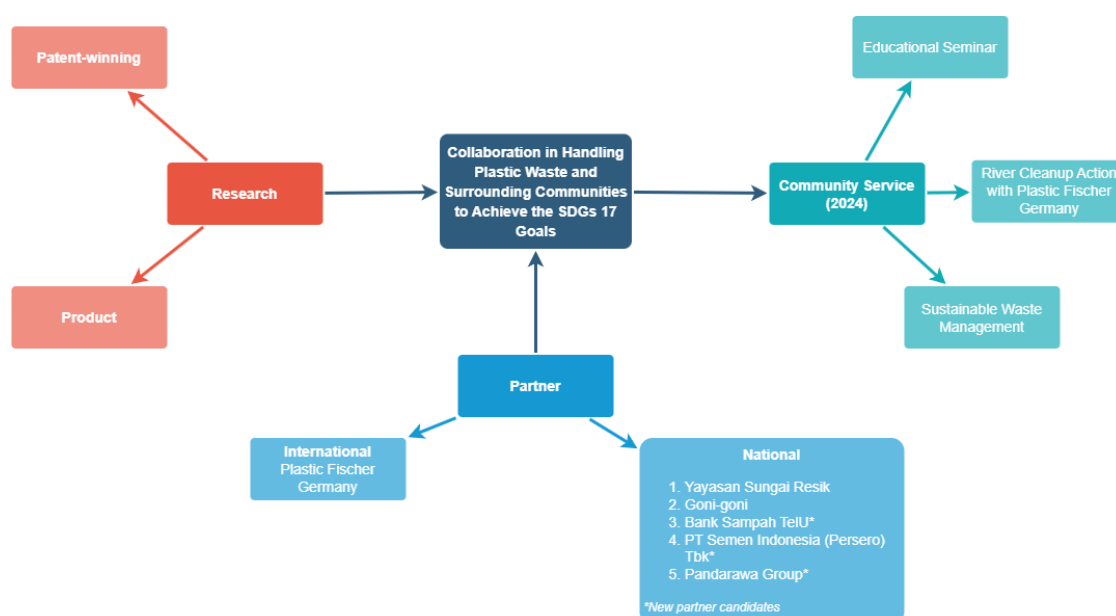 Patent-winning
Research
Product
Collaboration in Handling
Plastic Waste and
Surrounding Communities
to Achieve the SDGs 17
Goals
Educational Seminar
Community Service
(2024)
River Cleanup Action
with Plastic Fischer
Germany
Sustainable Waste
Management
Partner
International
Plastic Fischer
Germany
National
1. Yayasan Sungai Resik
2. Goni-goni
3. Bank Sampah TelU*
4. PT Semen Indonesia (Persero)
Tbk*
5. Pandarawa Group*
*New partner candidates